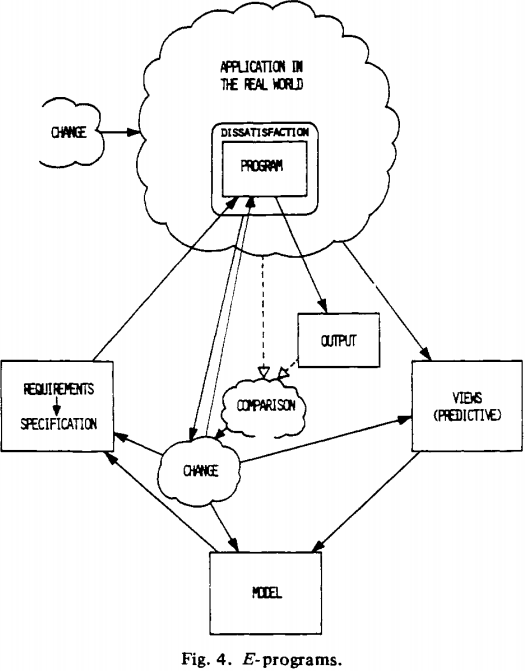 APPLICATION IN
THE REAL WORLD
CHANGE
DISSATISFACTION
PROGRAM
OUTPUT
REQUIREMENTS
SPECIFICATION
COMPARISON
VIEWS
(PREDICTIVE)
CHANGE
MODEL
Fig. 4. E-programs.